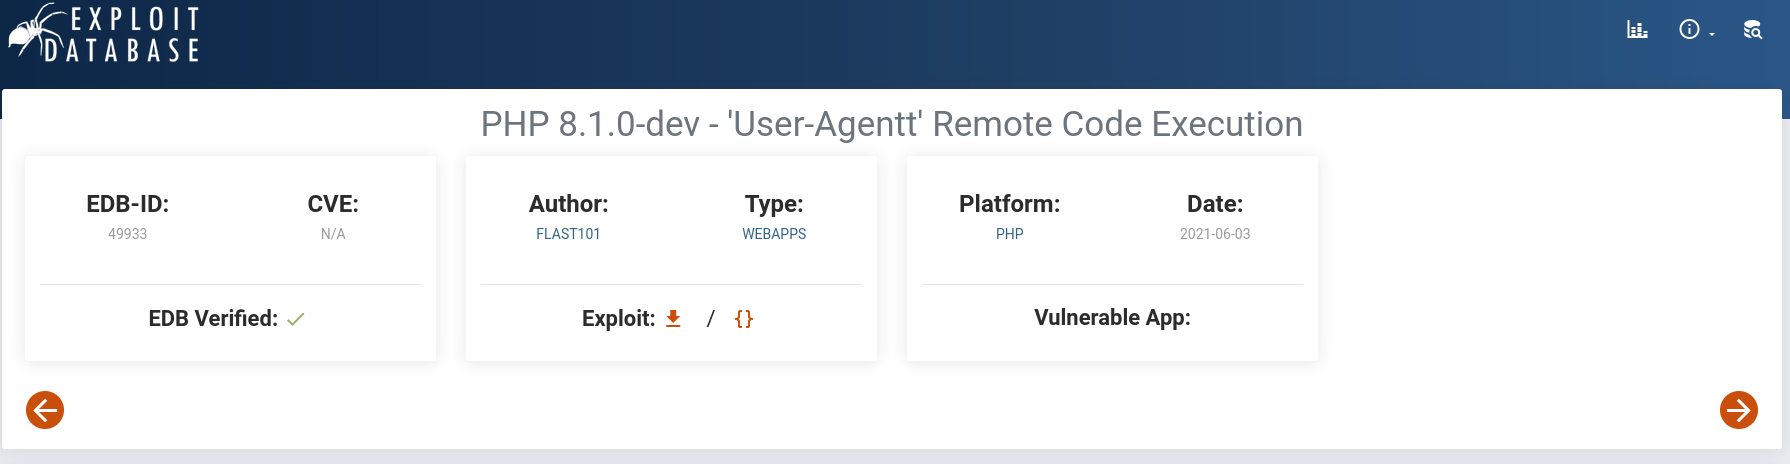 EXPLOIT
DATABASE
PHP 8.1.0-dev - 'User-Agentt' Remote Code Execution
EDB-ID:
49933
CVE:
N/A
EDB Verified:
Author:
FLAST101
Type:
WEBAPPS
Exploit: / {}
Platform:
PHP
Date:
2021-06-03
Vulnerable App: